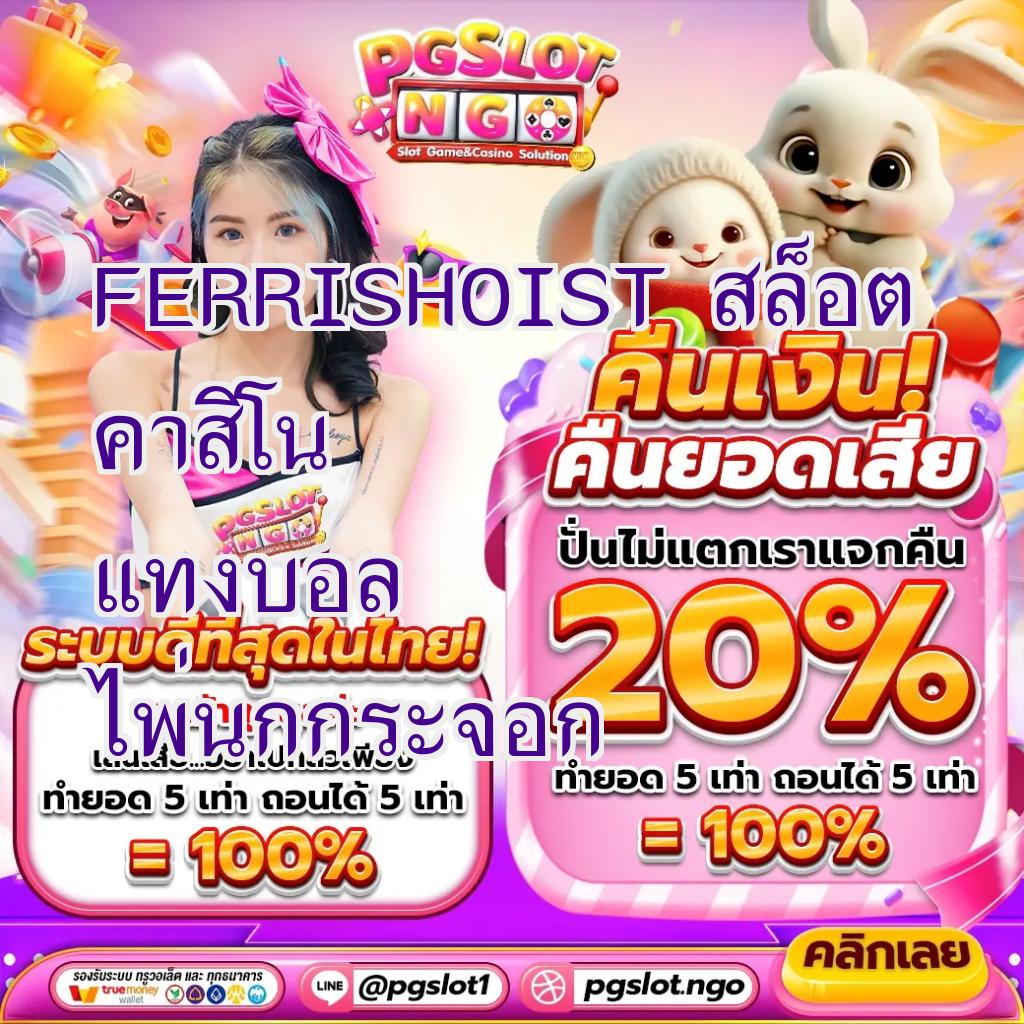 PGSLOT
NGO
Slot Game&Casino Solution
FERRISHOIST สล็อต
คาสิโน
แทงบอล
ไพ่นกกระจอก
คืนเงิน!
คืนยอดเสีย
ปั่นไม่แตกเราแจกคืน
20%
ทำยอด 5 เท่า ถอนได้ 5 เท่า
= 100%
PGSLOT
NGO
ระบบดีที่สุดในไทย!
ทำยอด 5 เท่า ถอนได้ 5 เท่า
= 100%
คลิกเลย
รองรับระบบ ทรูวอเล็ต และ ทุกธนาคาร
truemoney
wallet
LINE @pgslot1
pgslot.ngo